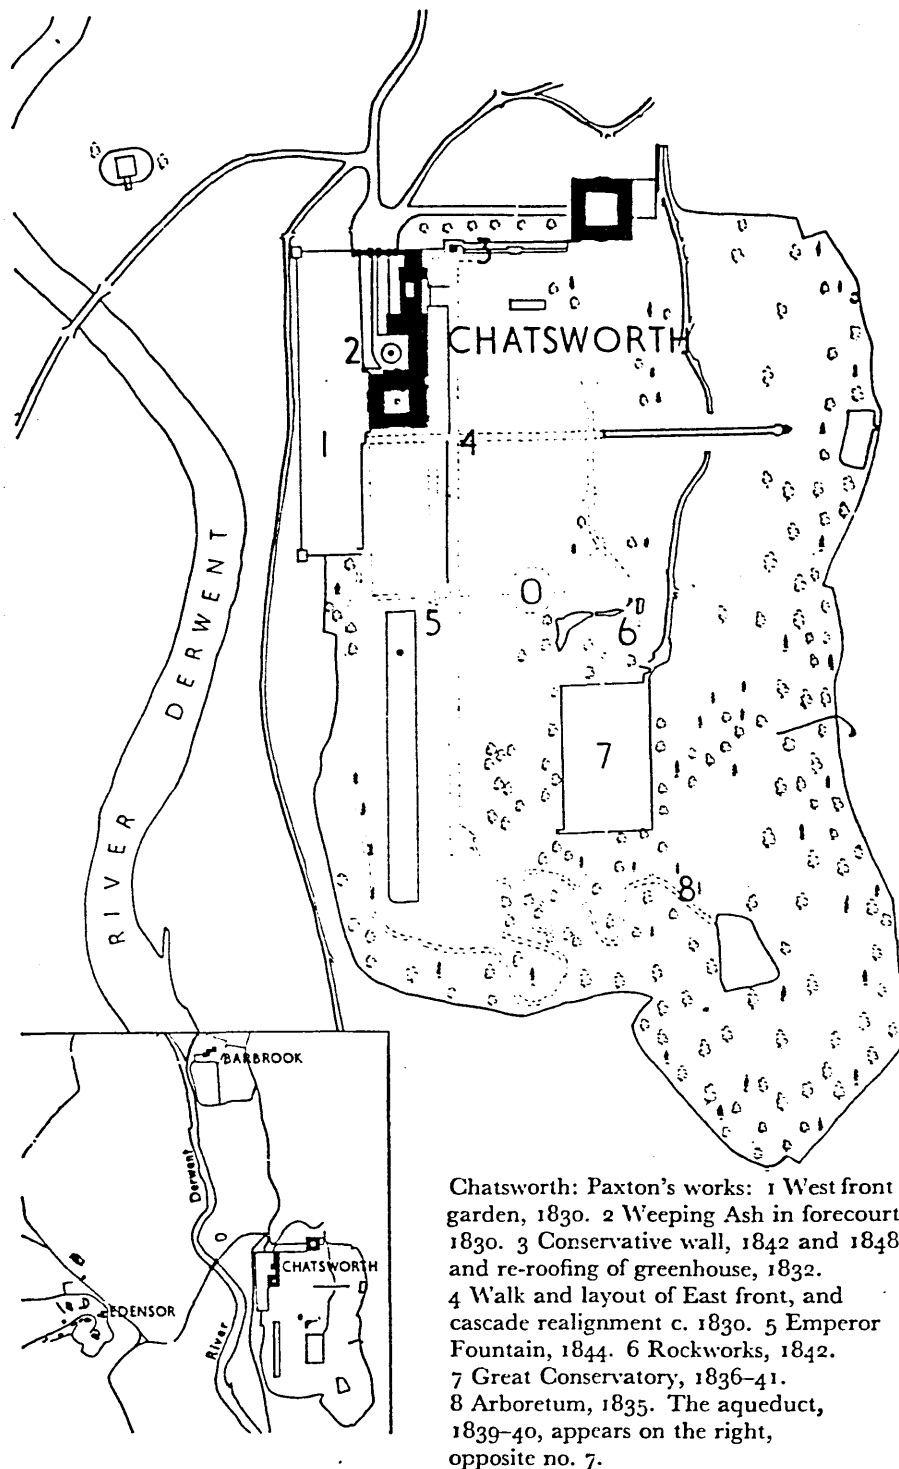 3
CHATSWORTH
2
4
1
5
6
7
8
RIVER DERWENT
BARBROOK
Derwent
CHATSWORTH
EDENSOR
River
Chatsworth: Paxton's works: 1 West front
garden, 1830. 2 Weeping Ash in forecourt
1830. 3 Conservative wall, 1842 and 1848
and re-roofing of greenhouse, 1832.
4 Walk and layout of East front, and
cascade realignment c. 1830. 5 Emperor
Fountain, 1844. 6 Rockworks, 1842.
7 Great Conservatory, 1836–41.
8 Arboretum, 1835. The aqueduct,
1839–40, appears on the right,
opposite no. 7.